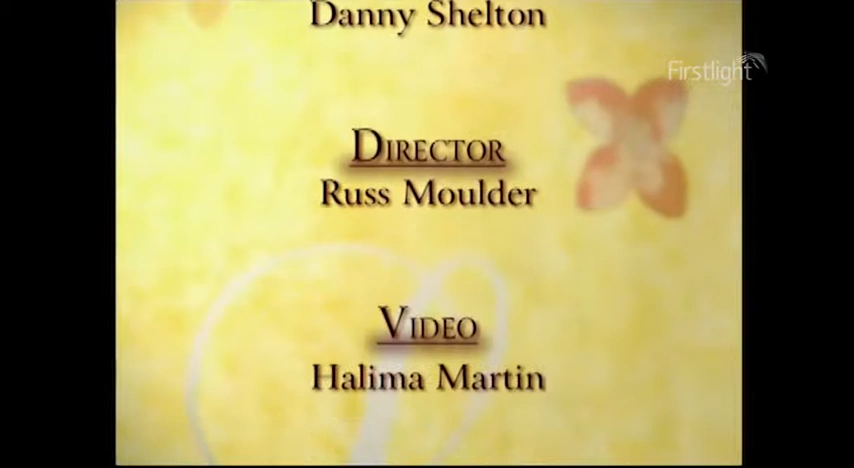 Danny Shelton
Firstlight
DIRECTOR
Russ Moulder
VIDEO
Halima Martin